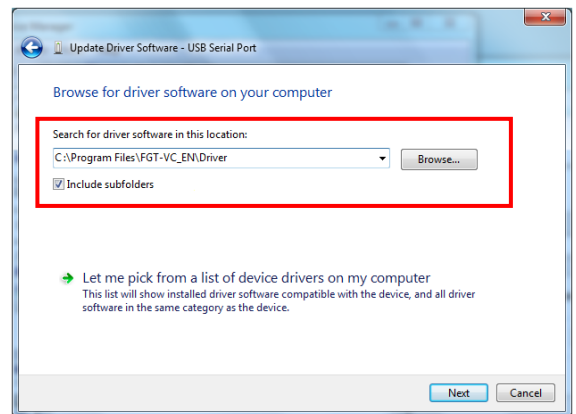 Update Driver Software - USB Serial Port
Browse for driver software on your computer
Search for driver software in this location:
C:\Program Files\FGT-VC_EN\Driver
Browse...
Include subfolders
Let me pick from a list of device drivers on my computer
This list will show installed driver software compatible with the device, and all driver
software in the same category as the device.
Next
Cancel